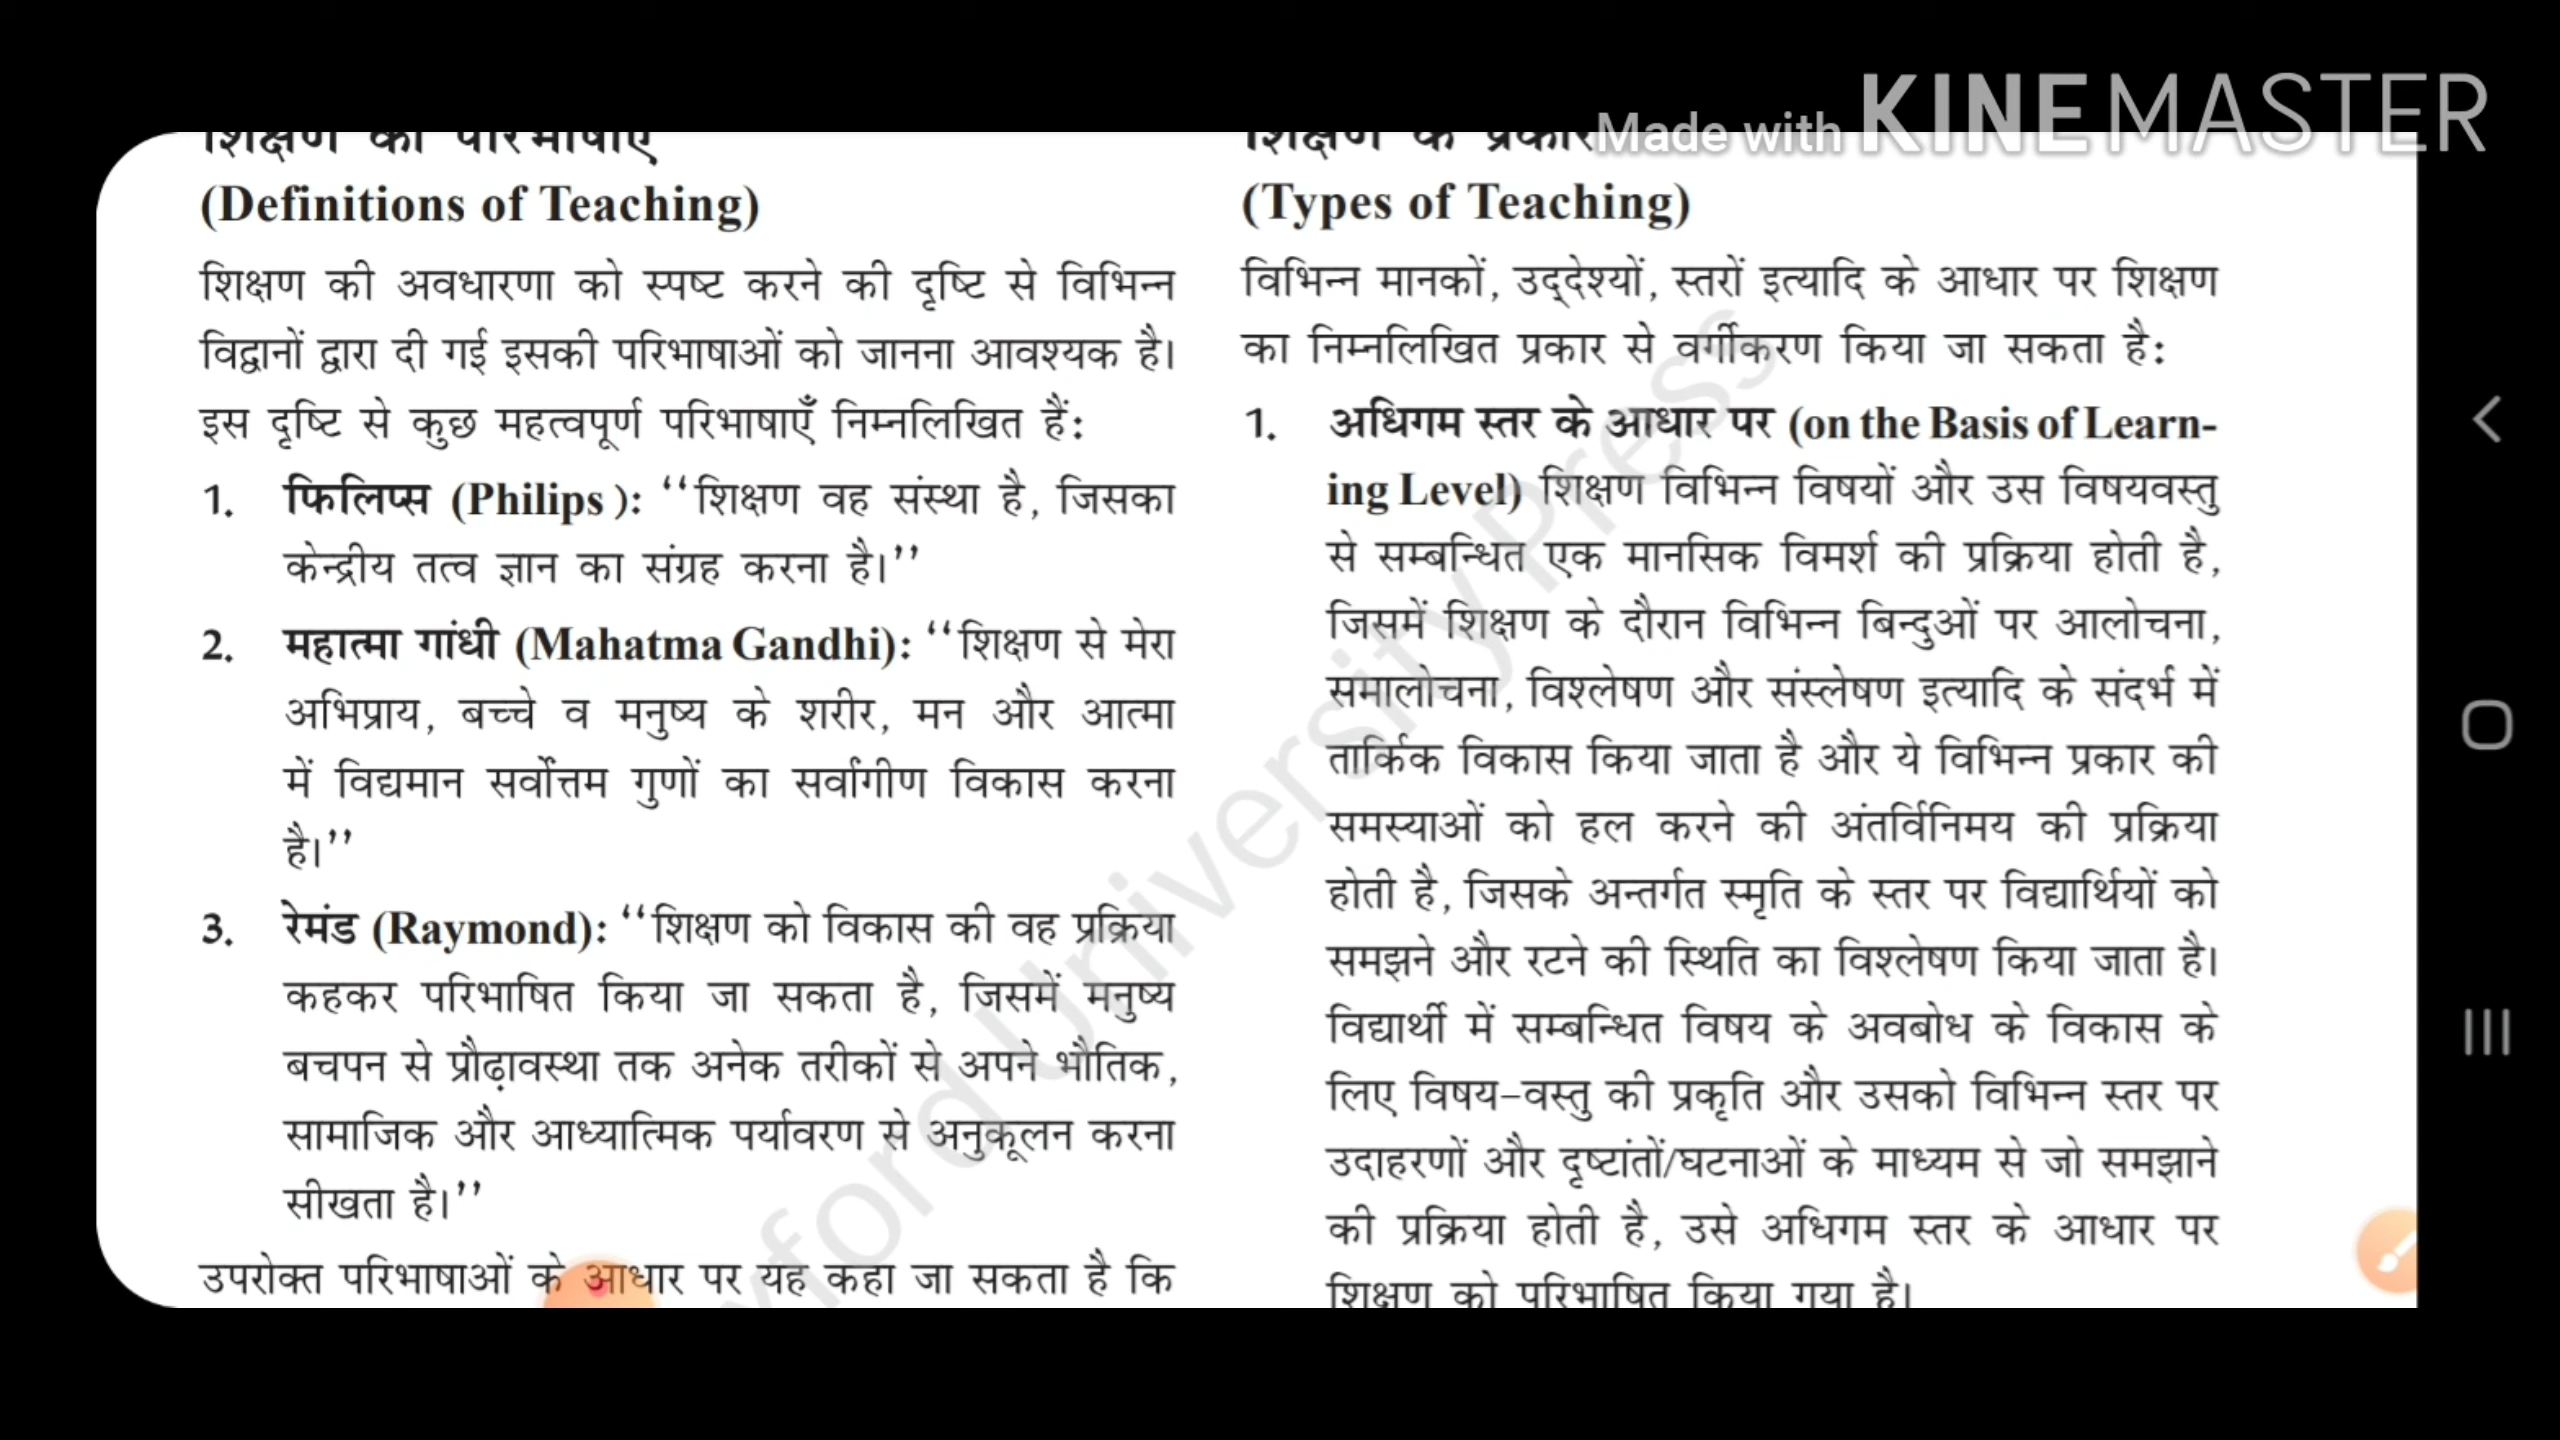 Made with KINEMASTER
शिक्षण की परिभाषाएँ
(Definitions of Teaching)
शिक्षण की अवधारणा को स्पष्ट करने की दृष्टि से विभिन्न
विद्वानों द्वारा दी गई इसकी परिभाषाओं को जानना आवश्यक है।
इस दृष्टि से कुछ महत्वपूर्ण परिभाषाएँ निम्नलिखित हैं:
1. फिलिप्स (Philips ): “शिक्षण वह संस्था है, जिसका
केन्द्रीय तत्व ज्ञान का संग्रह करना है।”
2. महात्मा गांधी (Mahatma Gandhi): “शिक्षण से मेरा
अभिप्राय, बच्चे व मनुष्य के शरीर, मन और आत्मा
में विद्यमान सर्वोत्तम गुणों का सर्वांगीण विकास करना
है।”
3. रेमंड (Raymond): “शिक्षण को विकास की वह प्रक्रिया
कहकर परिभाषित किया जा सकता है, जिसमें मनुष्य
बचपन से प्रौढ़ावस्था तक अनेक तरीकों से अपने भौतिक,
सामाजिक और आध्यात्मिक पर्यावरण से अनुकूलन करना
सीखता है।”
उपरोक्त परिभाषाओं के आधार पर यह कहा जा सकता है कि
शिक्षण के प्रकार
(Types of Teaching)
विभिन्न मानकों, उद्देश्यों, स्तरों इत्यादि के आधार पर शिक्षण
का निम्नलिखित प्रकार से वर्गीकरण किया जा सकता है:
1. अधिगम स्तर के आधार पर (on the Basis of Learn-
ing Level) शिक्षण विभिन्न विषयों और उस विषयवस्तु
से सम्बन्धित एक मानसिक विमर्श की प्रक्रिया होती है,
जिसमें शिक्षण के दौरान विभिन्न बिन्दुओं पर आलोचना,
समालोचना, विश्लेषण और संस्लेषण इत्यादि के संदर्भ में
तार्किक विकास किया जाता है और ये विभिन्न प्रकार की
समस्याओं को हल करने की अंतर्विनिमय की प्रक्रिया
होती है, जिसके अन्तर्गत स्मृति के स्तर पर विद्यार्थियों को
समझने और रटने की स्थिति का विश्लेषण किया जाता है।
विद्यार्थी में सम्बन्धित विषय के अवबोध के विकास के
लिए विषय-वस्तु की प्रकृति और उसको विभिन्न स्तर पर
उदाहरणों और दृष्टांतों/घटनाओं के माध्यम से जो समझाने
की प्रक्रिया होती है, उसे अधिगम स्तर के आधार पर
शिक्षण को परिभाषित किया गया है।
xford University Press